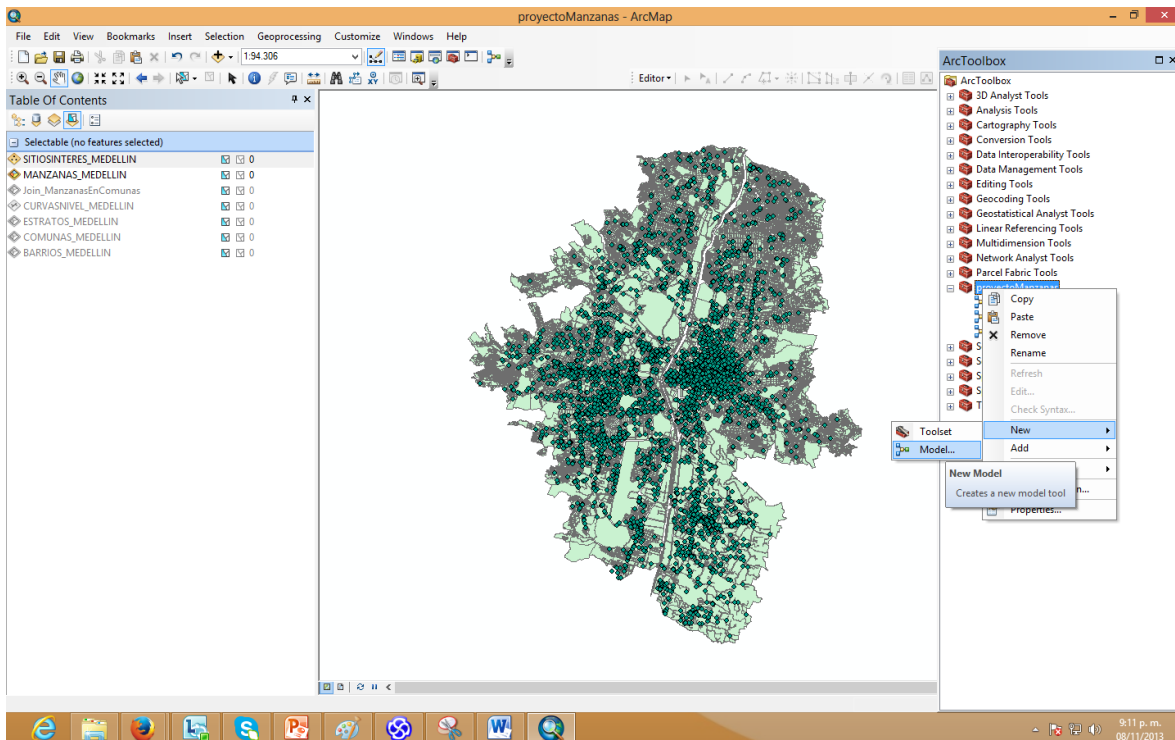 proyectoManzanas - ArcMap
File Edit View Bookmarks Insert Selection Geoprocessing Customize Windows Help
1:94.306
Editor
Table Of Contents
Selectable (no features selected)
SITIOSINTERES_MEDELLIN 0
MANZANAS_MEDELLIN 0
Join_ManzanasEnComunas 0
CURVASNIVEL_MEDELLIN 0
ESTRATOS_MEDELLIN 0
COMUNAS_MEDELLIN 0
BARRIOS_MEDELLIN 0
ArcToolbox
ArcToolbox
3D Analyst Tools
Analysis Tools
Cartography Tools
Conversion Tools
Data Interoperability Tools
Data Management Tools
Editing Tools
Geocoding Tools
Geostatistical Analyst Tools
Linear Referencing Tools
Multidimension Tools
Network Analyst Tools
Parcel Fabric Tools
proyectoManzanas
S
S
S
S
T
Copy
Paste
Remove
Rename
Refresh
Edit...
Check Syntax...
New
Add
n...
Properties...
Toolset
Model...
New Model
Creates a new model tool
9:11 p. m.
08/11/2013